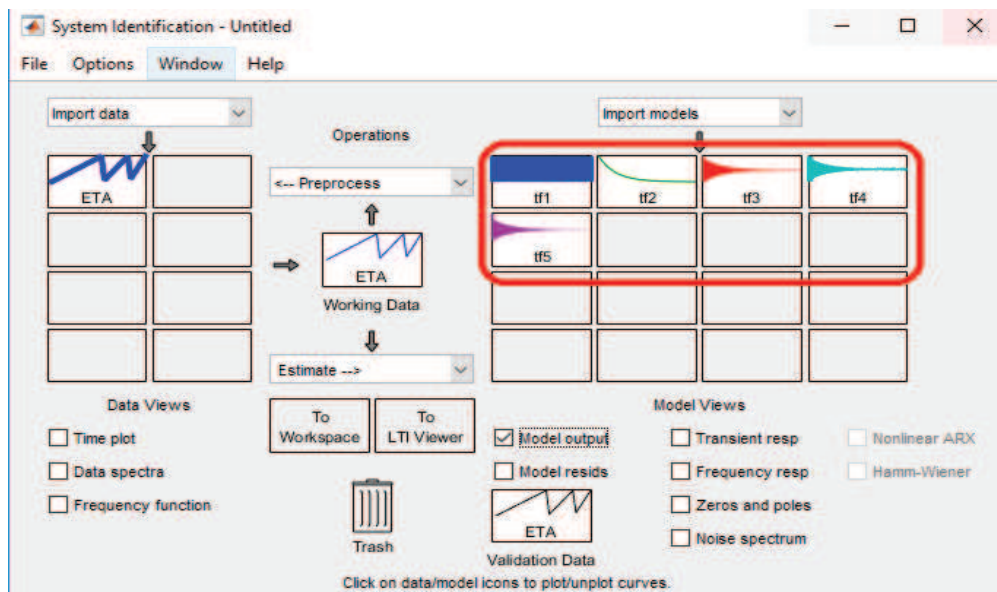 System Identification - Untitled
File Options Window Help
Import data
Import models
Operations
<-- Preprocess
ETA
tf1
tf2
tf3
tf4
ETA
tf5
Working Data
Estimate -->
Data Views
Model Views
To Workspace
To LTI Viewer
Time plot
Model output
Transient resp
Nonlinear ARX
Data spectra
Model resids
Frequency resp
Hamm-Wiener
Frequency function
ETA
Zeros and poles
Trash
Noise spectrum
Validation Data
Click on data/model icons to plot/unplot curves.